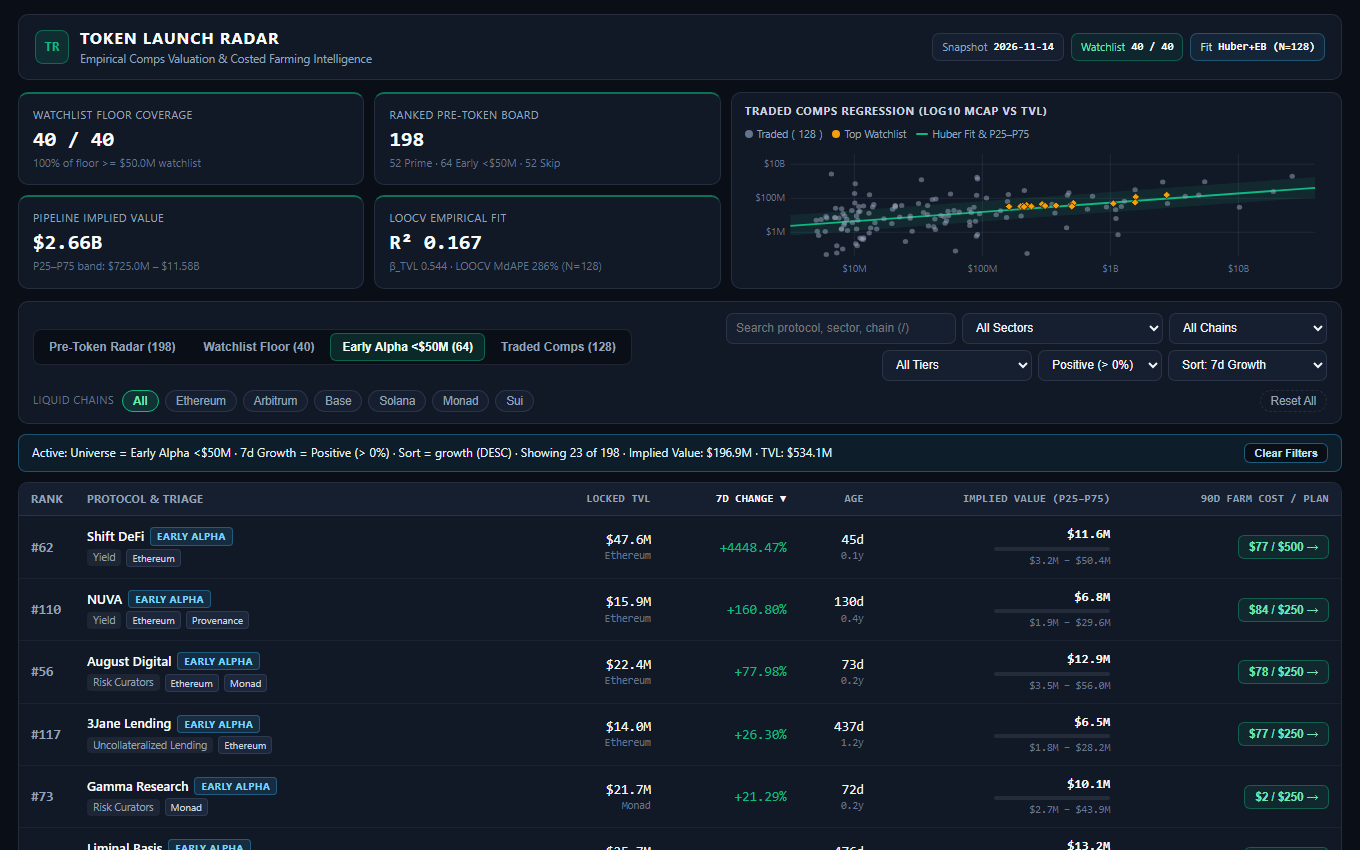 TR
TOKEN LAUNCH RADAR
Empirical Comps Valuation & Costed Farming Intelligence
Snapshot 2026-11-14
Watchlist 40 / 40
Fit Huber+EB (N=128)
WATCHLIST FLOOR COVERAGE
40 / 40
100% of floor >= $50.0M watchlist
RANKED PRE-TOKEN BOARD
198
52 Prime · 64 Early <$50M · 52 Skip
PIPELINE IMPLIED VALUE
$2.66B
P25–P75 band: $725.0M – $11.58B
LOOCV EMPIRICAL FIT
R² 0.167
β_TVL 0.544 · LOOCV MdAPE 286% (N=128)
TRADED COMPS REGRESSION (LOG10 MCAP VS TVL)
Traded ( 128 )
Top Watchlist
Huber Fit & P25–P75
$10B
$100M
$1M
$10M
$100M
$1B
$10B
Pre-Token Radar (198)
Watchlist Floor (40)
Early Alpha <$50M (64)
Traded Comps (128)
Search protocol, sector, chain (/)
All Sectors
All Chains
All Tiers
Positive (> 0%)
Sort: 7d Growth
LIQUID CHAINS
All
Ethereum
Arbitrum
Base
Solana
Monad
Sui
Reset All
Active: Universe = Early Alpha <$50M · 7d Growth = Positive (> 0%) · Sort = growth (DESC) · Showing 23 of 198 · Implied Value: $196.9M · TVL: $534.1M
Clear Filters
RANK
PROTOCOL & TRIAGE
LOCKED TVL
7D CHANGE ▼
AGE
IMPLIED VALUE (P25–P75)
90D FARM COST / PLAN
#62
Shift DeFi EARLY ALPHA
Yield Ethereum
$47.6M
Ethereum
+4448.47%
45d
0.1y
$11.6M
$3.2M – $50.4M
$77 / $500 →
#110
NUVA EARLY ALPHA
Yield Ethereum Provenance
$15.9M
Ethereum
+160.80%
130d
0.4y
$6.8M
$1.9M – $29.6M
$84 / $250 →
#56
August Digital EARLY ALPHA
Risk Curators Ethereum Monad
$22.4M
Ethereum
+77.98%
73d
0.2y
$12.9M
$3.5M – $56.0M
$78 / $250 →
#117
3Jane Lending EARLY ALPHA
Uncollateralized Lending Ethereum
$14.0M
Ethereum
+26.30%
437d
1.2y
$6.5M
$1.8M – $28.2M
$77 / $250 →
#73
Gamma Research EARLY ALPHA
Risk Curators Monad
$21.7M
Monad
+21.29%
72d
0.2y
$10.1M
$2.7M – $43.9M
$2 / $250 →
Liminal Basis EARLY ALPHA
$13.2M